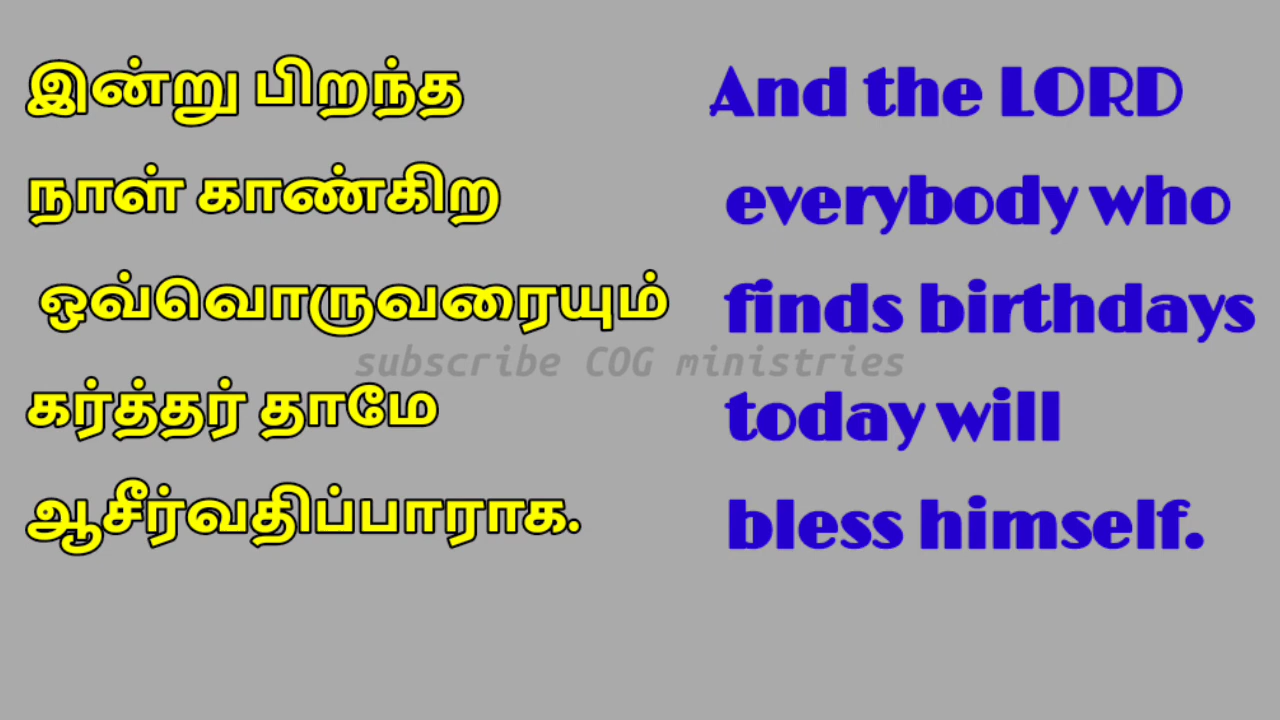 இன்று பிறந்த
நாள் காண்கிற
ஒவ்வொருவரையும்
கர்த்தர் தாமே
ஆசீர்வதிப்பாராக.
And the LORD
everybody who
finds birthdays
today will
bless himself.
subscribe COG ministries